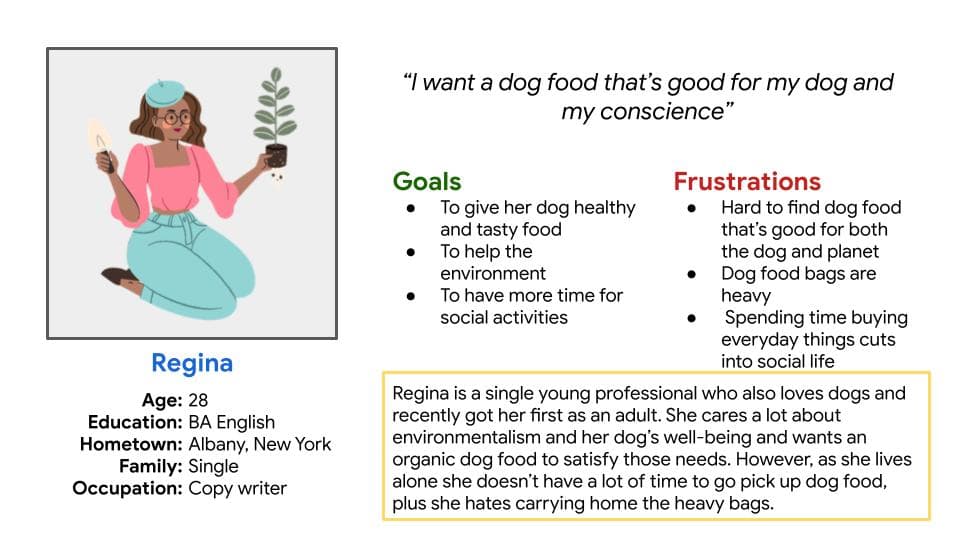 “I want a dog food that’s good for my dog and
my conscience”
Goals
● To give her dog healthy
and tasty food
● To help the
environment
● To have more time for
social activities
Frustrations
● Hard to find dog food
that’s good for both
the dog and planet
● Dog food bags are
heavy
● Spending time buying
everyday things cuts
into social life
Regina
Age: 28
Education: BA English
Hometown: Albany, New York
Family: Single
Occupation: Copy writer
Regina is a single young professional who also loves dogs and
recently got her first as an adult. She cares a lot about
environmentalism and her dog’s well-being and wants an
organic dog food to satisfy those needs. However, as she lives
alone she doesn’t have a lot of time to go pick up dog food,
plus she hates carrying home the heavy bags.